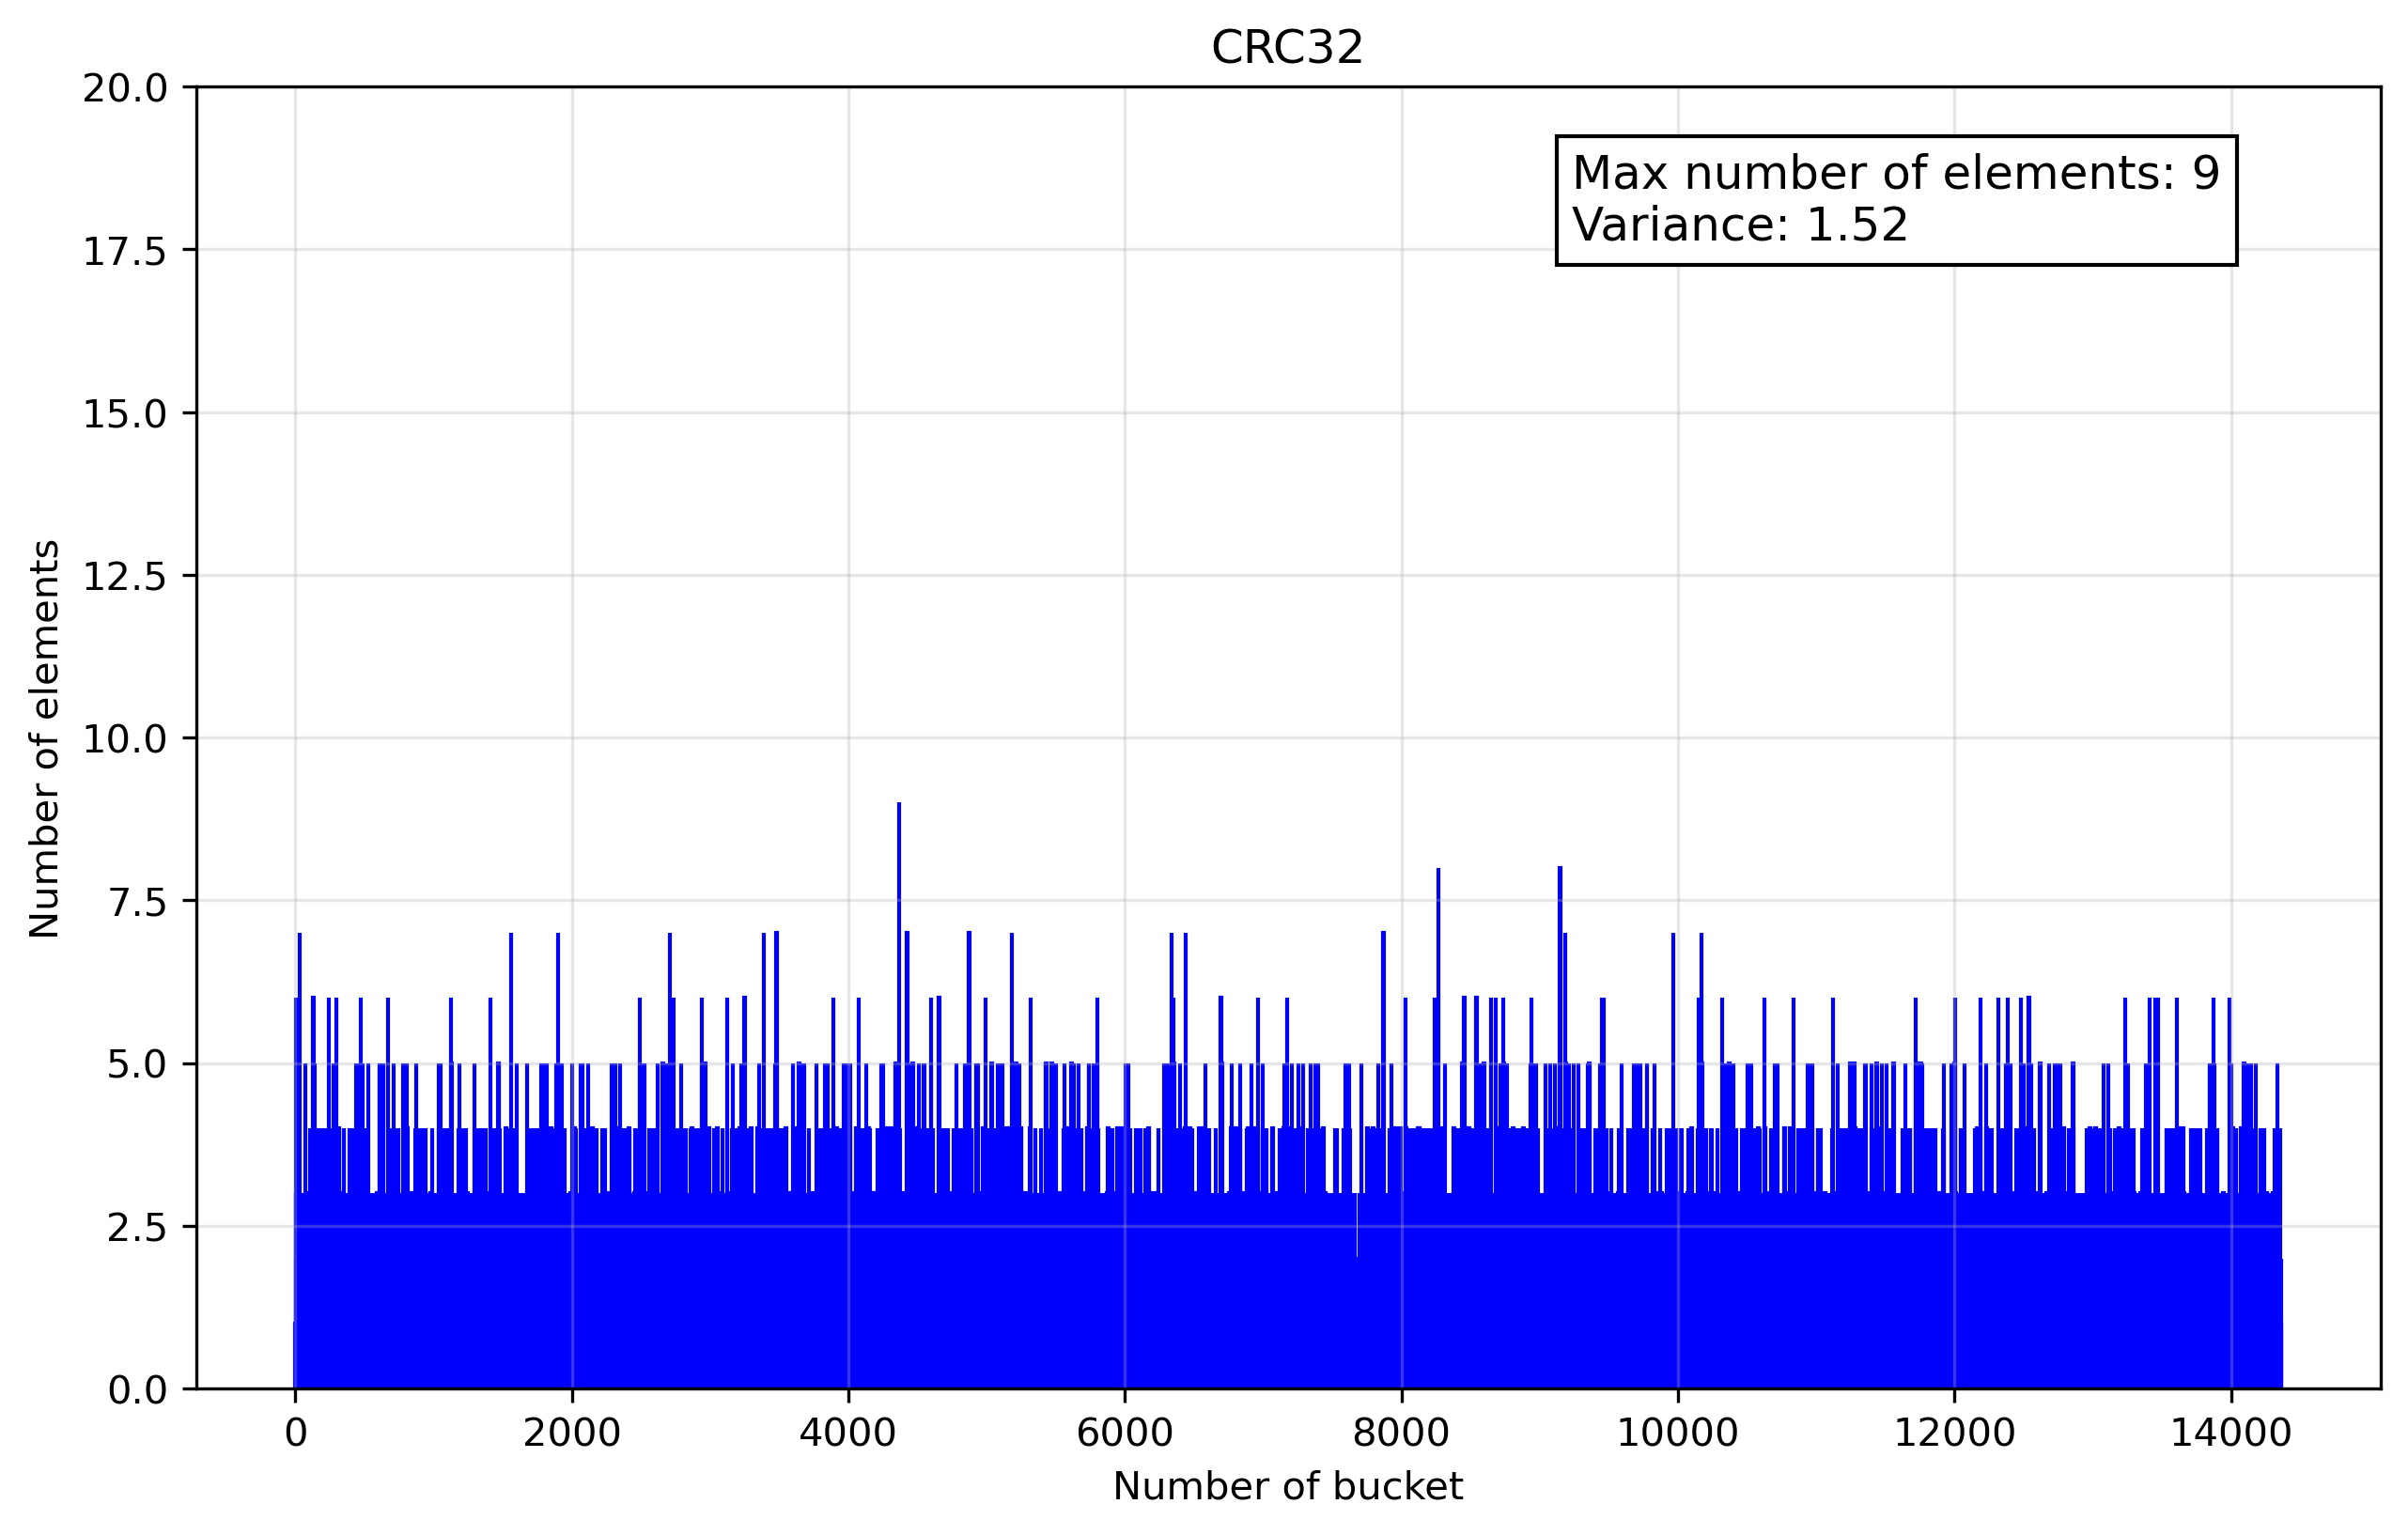 CRC32
20.0
17.5
15.0
12.5
10.0
7.5
5.0
2.5
0.0
Number of elements
Max number of elements: 9
Variance: 1.52
0 2000 4000 6000 8000 10000 12000 14000
Number of bucket